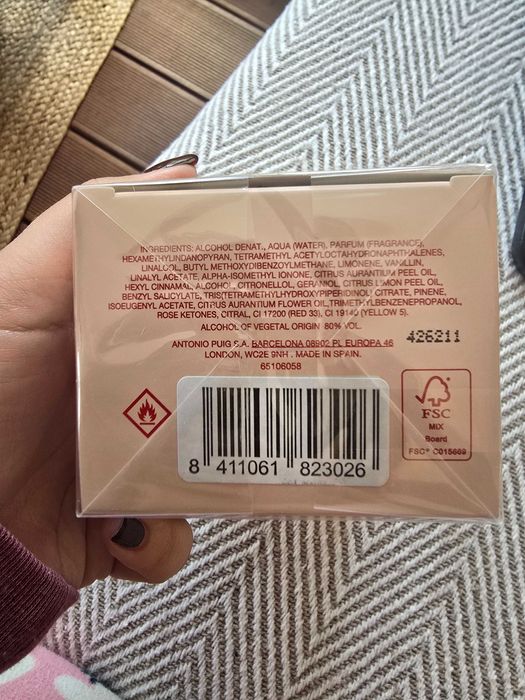 INGREDIENTS: ALCOHOL DENAT., AQUA (WATER), PARFUM (FRAGRANCE),
HEXAMETHYLINDANOPYRAN, TETRAMETHYL ACETYLOCTAHYDRONAPHTHALENES,
LINALOOL, BUTYL METHOXYDIBENZOYLMETHANE, LIMONENE, VANILLIN,
LINALYL ACETATE, ALPHA-ISOMETHYL IONONE, CITRUS AURANTIUM PEEL OIL,
HEXYL CINNAMAL, ALCOHOL, CITRONELLOL, GERANIOL, CITRUS LIMON PEEL OIL,
BENZYL SALICYLATE, TRIS(TETRAMETHYLHYDROXYPIPERIDINOL) CITRATE, PINENE,
ISOEUGENYL ACETATE, CITRUS AURANTIUM FLOWER OIL,TRIMETHYLBENZENEPROPANOL,
ROSE KETONES, CITRAL, CI 17200 (RED 33), CI 19140 (YELLOW 5).
ALCOHOL OF VEGETAL ORIGIN 80% VOL.
426211
ANTONIO PUIG S.A. BARCELONA 08902 PL EUROPA 46
LONDON, WC2E 9NH . MADE IN SPAIN.
65106058
8 411061 823026
FSC
MIX
Board
FSC® C015669